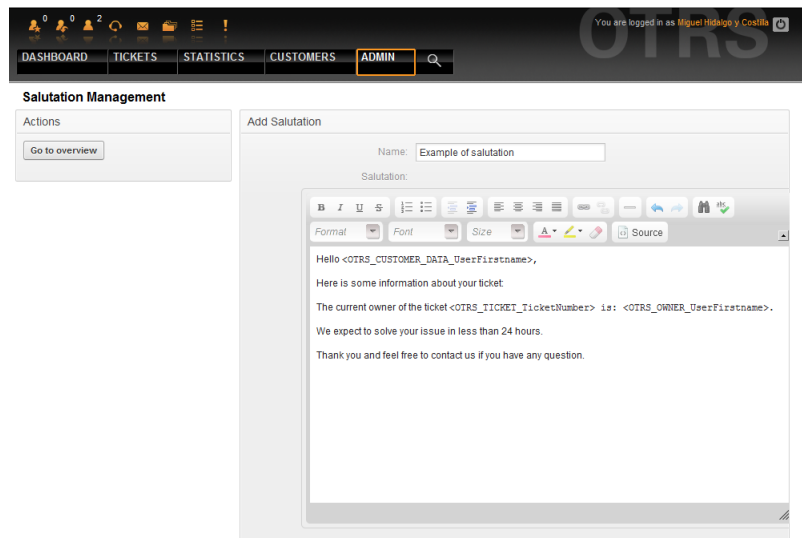 0 0 2
You are logged in as Miguel Hidalgo y Costilla
OTRS
DASHBOARD TICKETS STATISTICS CUSTOMERS ADMIN
Salutation Management
Actions
Go to overview
Add Salutation
Name: Example of salutation
Salutation:
B I U S
Format Font Size A Source
Hello <OTRS_CUSTOMER_DATA_UserFirstname>,
Here is some information about your ticket:
The current owner of the ticket <OTRS_TICKET_TicketNumber> is: <OTRS_OWNER_UserFirstname>.
We expect to solve your issue in less than 24 hours.
Thank you and feel free to contact us if you have any question.